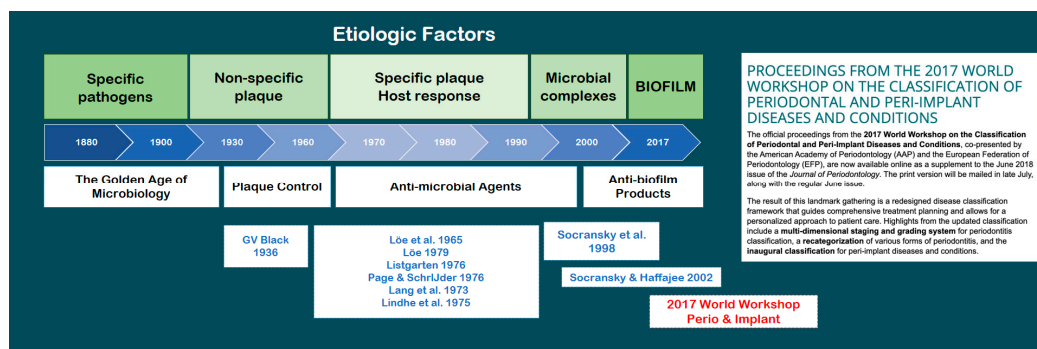 Etiologic Factors
Specific
pathogens
Non-specific
plaque
Specific plaque
Host response
Microbial
complexes
BIOFILM
1880
1900
1930
1960
1970
1980
1990
2000
2017
The Golden Age of
Microbiology
Plaque Control
Anti-microbial Agents
Anti-biofilm
Products
GV Black
1936
Löe et al. 1965
Löe 1979
Listgarten 1976
Page & SchrlJder 1976
Lang et al. 1973
Lindhe et al. 1975
Socransky et al.
1998
Socransky & Haffajee 2002
2017 World Workshop
Perio & Implant
PROCEEDINGS FROM THE 2017 WORLD
WORKSHOP ON THE CLASSIFICATION OF
PERIODONTAL AND PERI-IMPLANT
DISEASES AND CONDITIONS
The official proceedings from the 2017 World Workshop on the Classification
of Periodontal and Peri-Implant Diseases and Conditions, co-presented by
the American Academy of Periodontology (AAP) and the European Federation of
Periodontology (EFP), are now available online as a supplement to the June 2018
issue of the Journal of Periodontology. The print version will be mailed in late July,
along with the regular June issue.
The result of this landmark gathering is a redesigned disease classification
framework that guides comprehensive treatment planning and allows for a
personalized approach to patient care. Highlights from the updated classification
include a multi-dimensional staging and grading system for periodontitis
classification, a recategorization of various forms of periodontitis, and the
inaugural classification for peri-implant diseases and conditions.